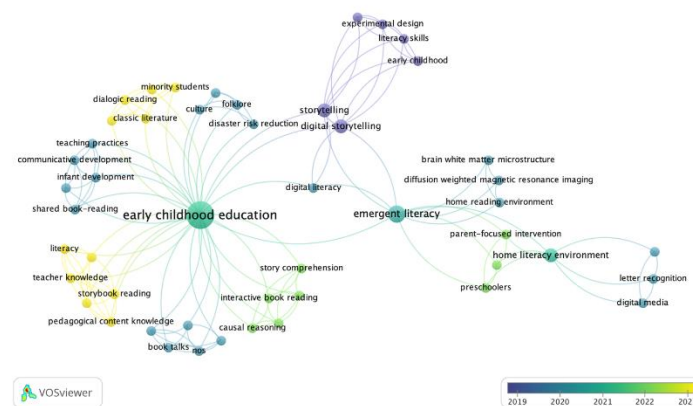 experimental design
literacy skills
early childhood
storytelling
digital storytelling
minority students
dialogic reading
classic literature
culture
folklore
disaster risk reduction
teaching practices
communicative development
infant development
shared book-reading
digital literacy
early childhood education
emergent literacy
brain white matter microstructure
diffusion weighted magnetic resonance imaging
home reading environment
parent-focused intervention
home literacy environment
preschoolers
letter recognition
digital media
literacy
teacher knowledge
storybook reading
pedagogical content knowledge
story comprehension
interactive book reading
causal reasoning
book talks
nos
VOSviewer
2019 2020 2021 2022